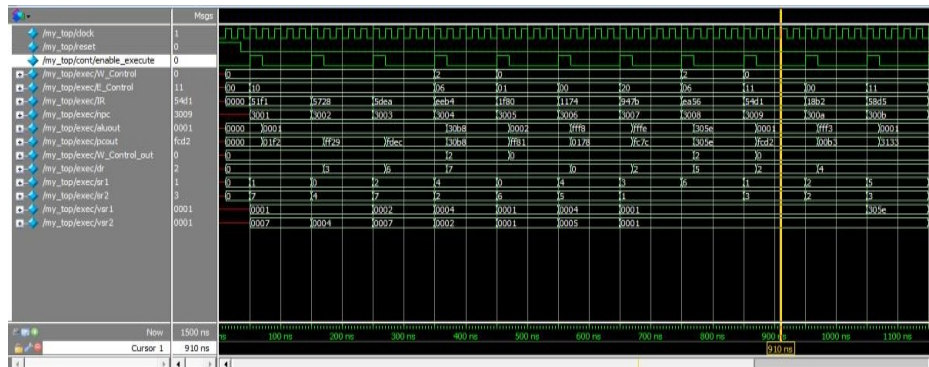 Msgs
/my_top/clock 1
/my_top/reset 0
/my_top/cont/enable_execute 0
/my_top/exec/W_Control 0 0 2 0 2 0
/my_top/exec/E_Control 11 00 10 06 01 00 20 06 11 00 11
/my_top/exec/IR 54d1 0000 51f1 5728 5dea eeb4 1f80 1174 947b ea56 54d1 18b2 58d5
/my_top/exec/npc 3009 3001 3002 3003 3004 3005 3006 3007 3008 3009 300a 300b
/my_top/exec/aluout 0001 0000 0001 30b8 0002 fff8 fffe 305e 0001 fff3 0001
/my_top/exec/pcout fcd2 0000 01f2 ff29 fdec 30b8 ff81 0178 fc7c 305e fcd2 00b3 3133
/my_top/exec/W_Control_out 0 0 2 0 2 0
/my_top/exec/dr 2 0 3 6 7 0 2 5 2 4
/my_top/exec/sr1 1 0 1 0 2 4 0 4 3 6 1 2 5
/my_top/exec/sr2 3 0 7 4 7 2 6 5 1 3 2 3
/my_top/exec/vsr1 0001 0001 0002 0004 0001 0004 0001 305e
/my_top/exec/vsr2 0001 0007 0004 0007 0002 0001 0005 0001
Now 1500 ns ns 100 ns 200 ns 300 ns 400 ns 500 ns 600 ns 700 ns 800 ns 900 ns 1000 ns 1100 ns
Cursor 1 910 ns 910 ns